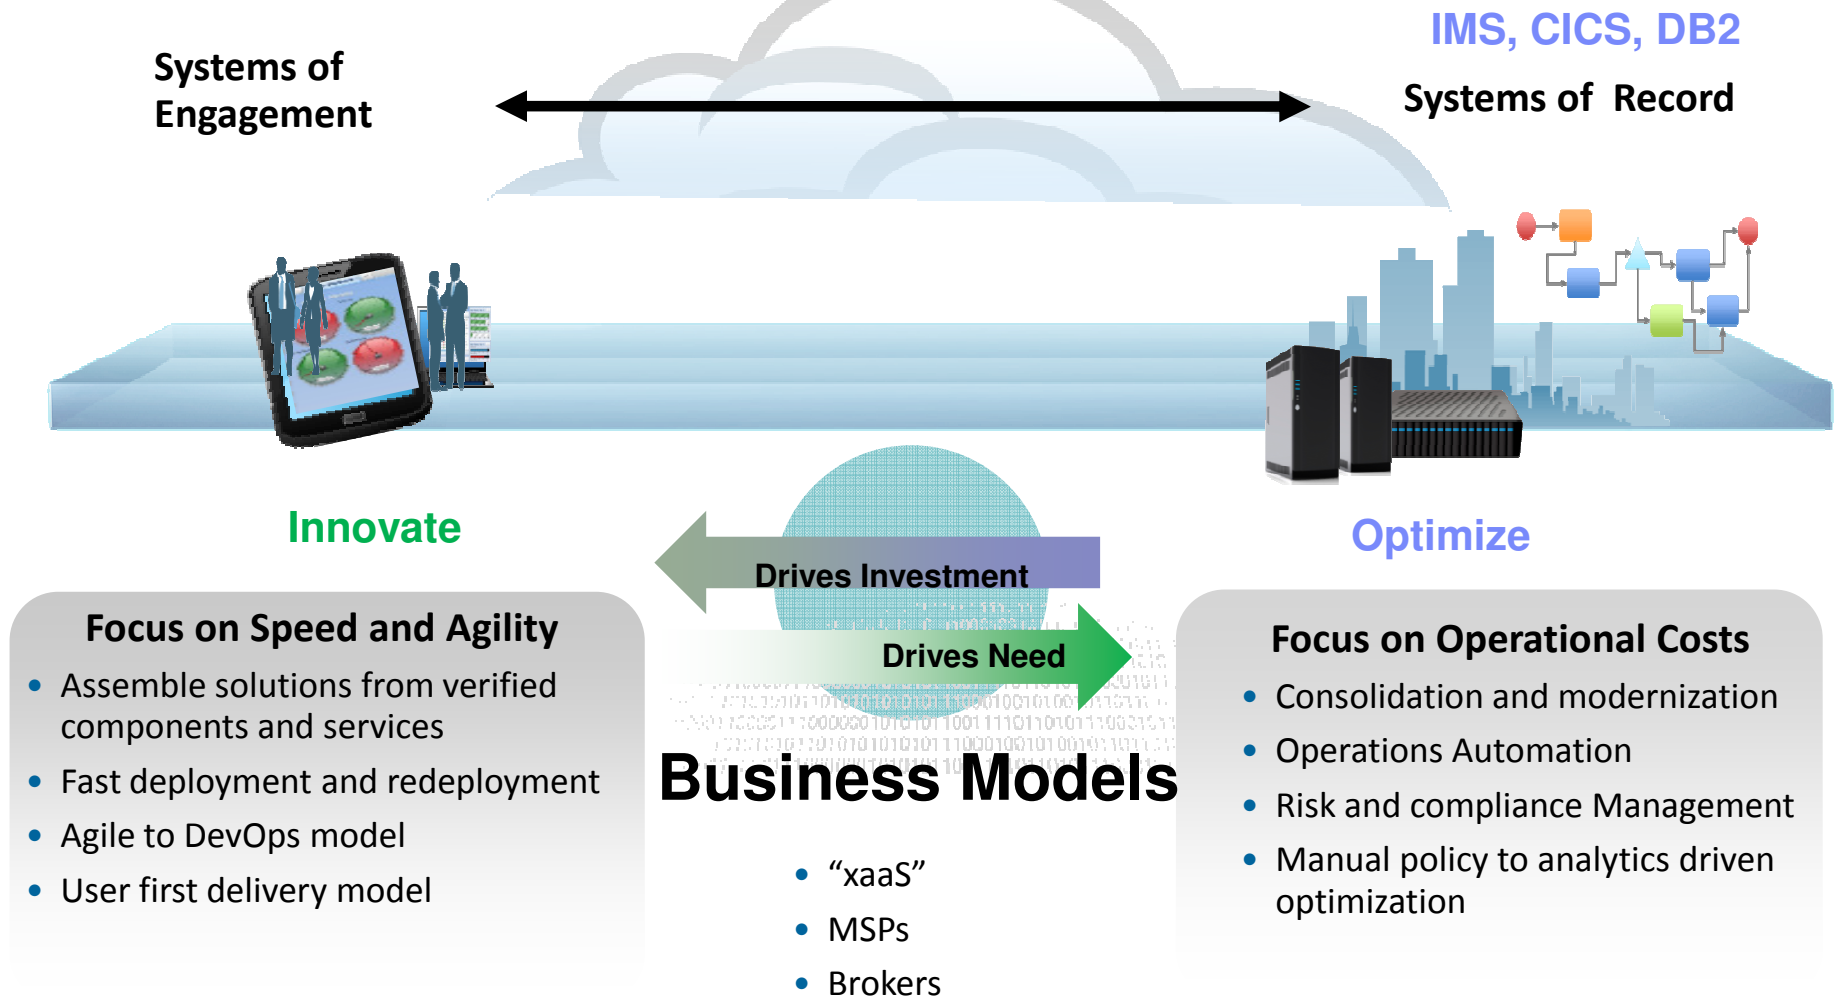 IMS, CICS, DB2
Systems of
Engagement
Systems of Record
Innovate
Optimize
Drives Investment
Drives Need
Focus on Speed and Agility
• Assemble solutions from verified
components and services
• Fast deployment and redeployment
• Agile to DevOps model
• User first delivery model
Business Models
• “xaaS”
• MSPs
• Brokers
Focus on Operational Costs
• Consolidation and modernization
• Operations Automation
• Risk and compliance Management
• Manual policy to analytics driven
optimization